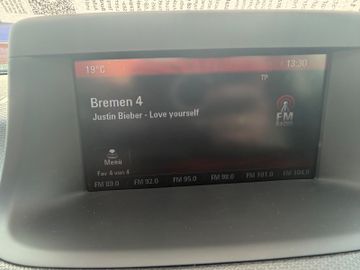 19°C 13:30
TP
Bremen 4
Justin Bieber - Love yourself
FM
Menü
Fav 4 von 4
FM 89.0 FM 92.0 FM 95.0 FM 98.0 FM 101.0 FM 104.0